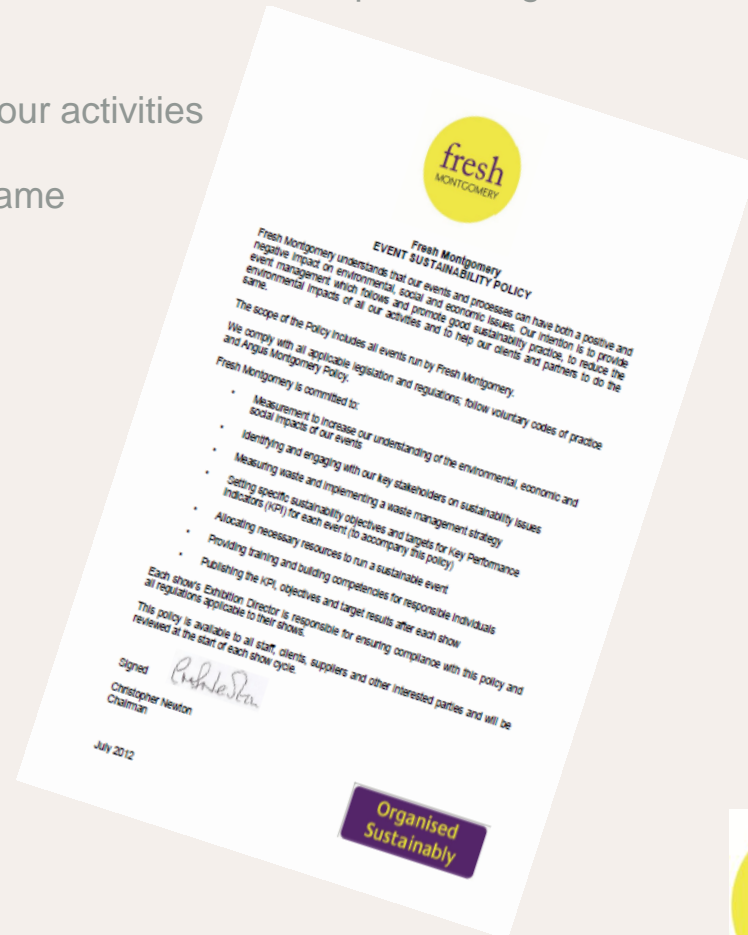 our activities
ame
fresh
MONTGOMERY
Fresh Montgomery
EVENT SUSTAINABILITY POLICY
Fresh Montgomery understands that our events and processes can have both a positive and
negative impact on environmental, social and economic issues. Our intention is to provide
event management which follows and promote good sustainability practice, to reduce the
environmental impacts of all our activities and to help our clients and partners to do the
same.
The scope of the Policy includes all events run by Fresh Montgomery.
We comply with all applicable legislation and regulations; follow voluntary codes of practice
and Angus Montgomery Policy.
Fresh Montgomery is committed to:
• Measurement to increase our understanding of the environmental, economic and
social impacts of our events
• Identifying and engaging with our key stakeholders on sustainability issues
• Measuring waste and implementing a waste management strategy
• Setting specific sustainability objectives and targets for Key Performance
Indicators (KPI) for each event (to accompany this policy)
• Allocating necessary resources to run a sustainable event
• Providing training and building competencies for responsible individuals
• Publishing the KPI, objectives and target results after each show
Each show's Exhibition Director is responsible for ensuring compliance with this policy and
all regulations applicable to their shows.
This policy is available to all staff, clients, suppliers and other interested parties and will be
reviewed at the start of each show cycle.
Signed
Christopher Newton
Chairman
July 2012
Organised
Sustainably